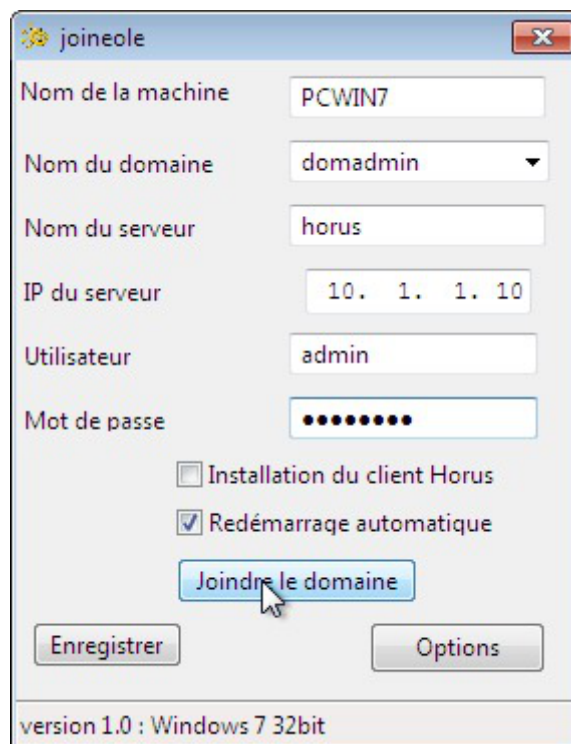 joineole
Nom de la machine PCWIN7
Nom du domaine domadmin
Nom du serveur horus
IP du serveur 10. 1. 1. 10
Utilisateur admin
Mot de passe ••••••••
Installation du client Horus
Redémarrage automatique
Joindre le domaine
Enregistrer Options
version 1.0 : Windows 7 32bit